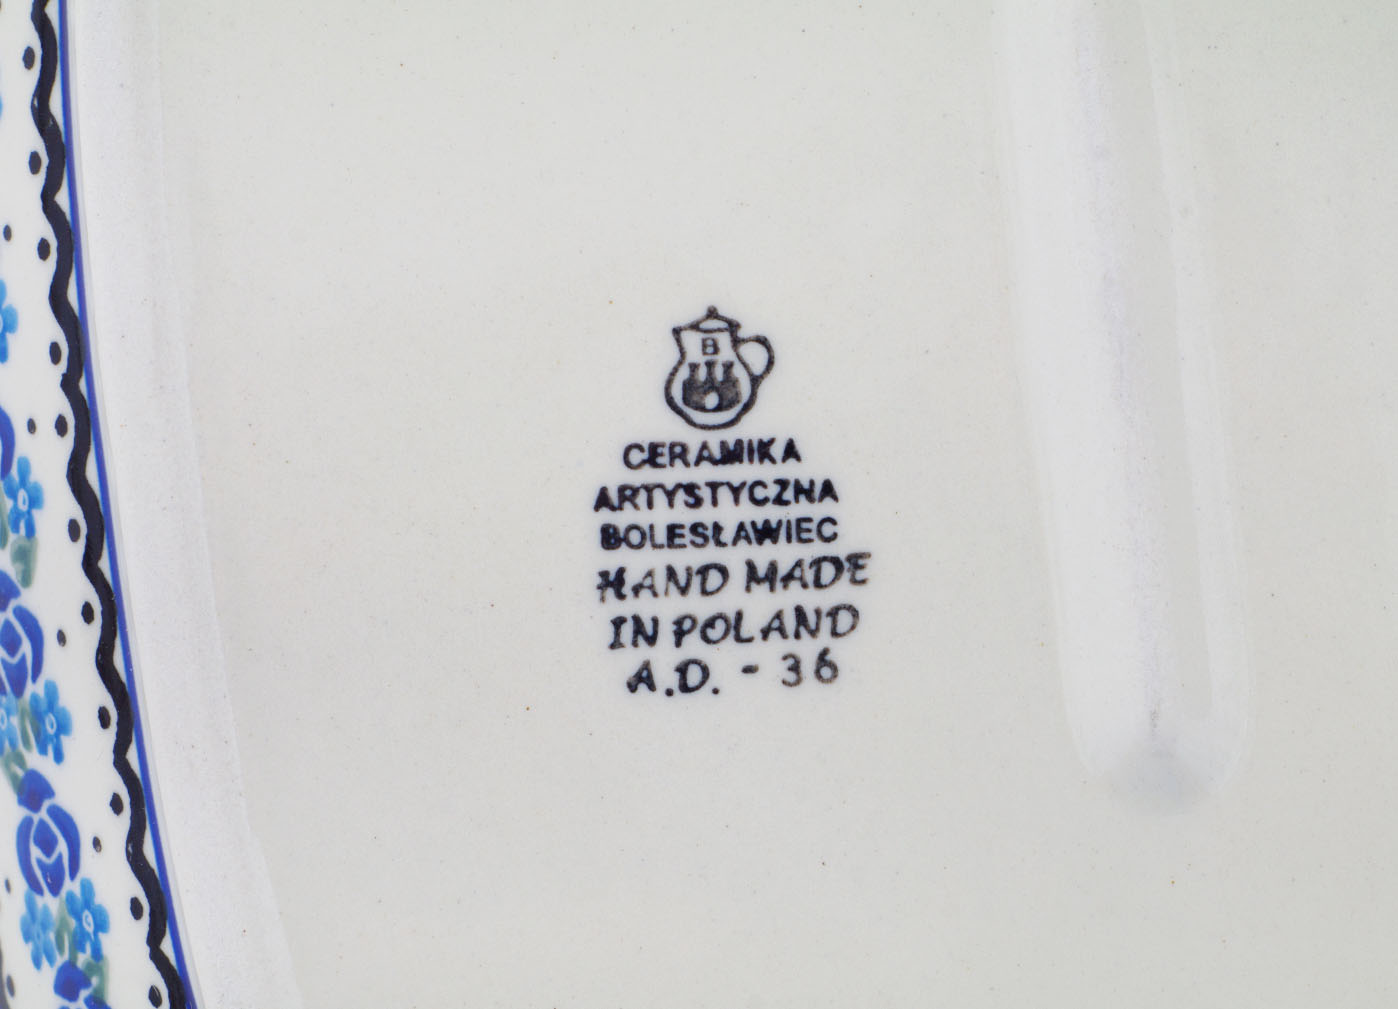 B
CERAMIKA
ARTYSTYCZNA
BOLESŁAWIEC
HAND MADE
IN POLAND
A.D. - 36